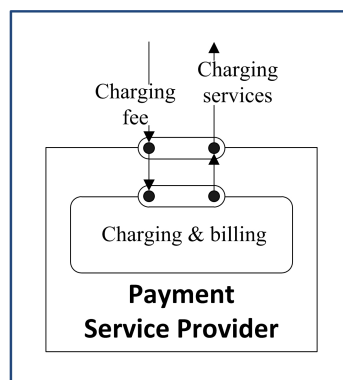 Charging
fee
Charging
services
Charging & billing
Payment
Service Provider